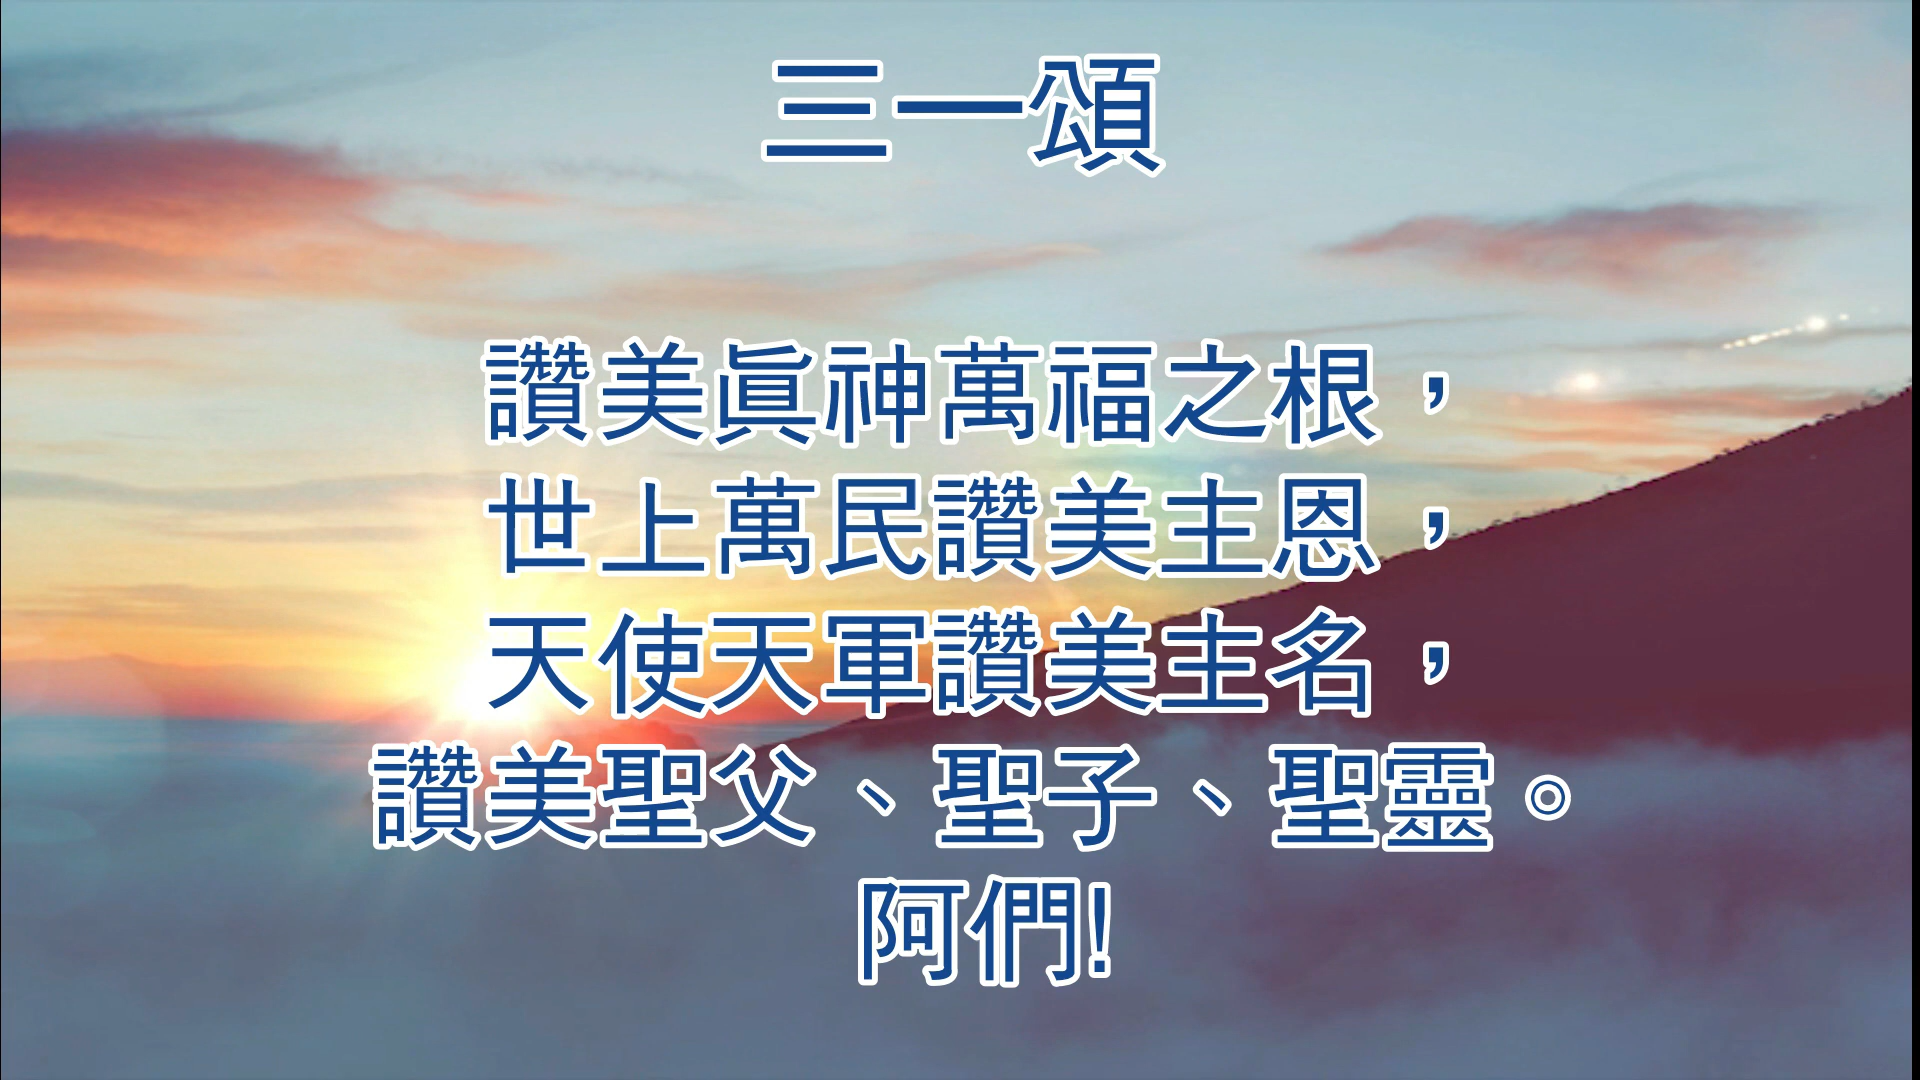 三一頌
讚美眞神萬福之根，
世上萬民讚美主恩，
天使天軍讚美主名，
讚美聖父、聖子、聖靈。
阿們!